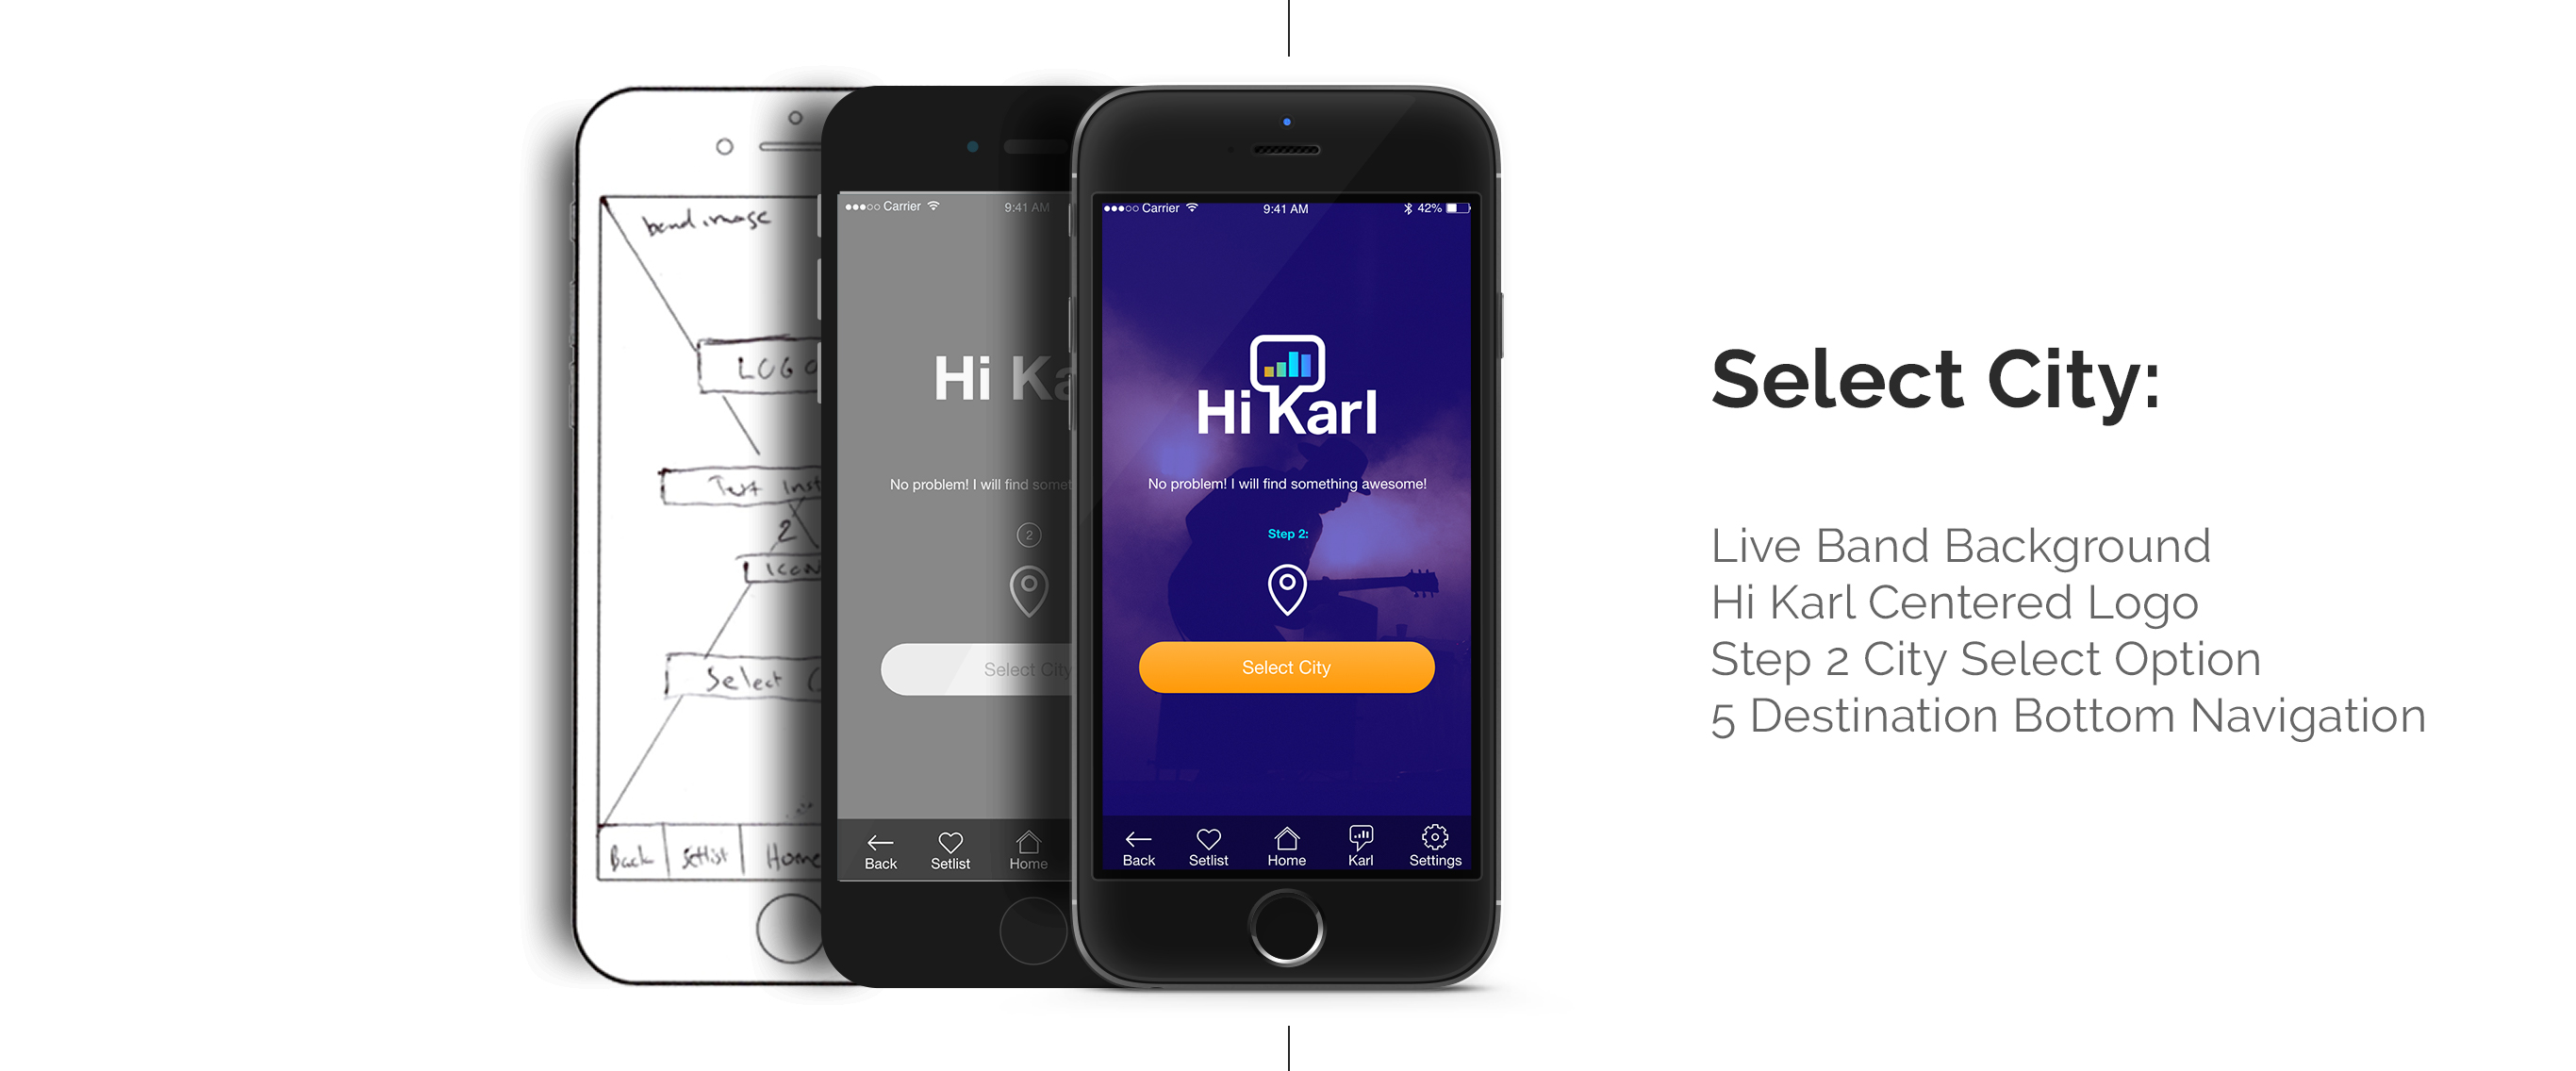 band image
LOGO
Text Inst
2
ICON
Select C
Back Setlist Home
Carrier 9:41 AM
Hi Ka
No problem! I will find somet
2
Select City
Back Setlist Home
Carrier 9:41 AM 42%
Hi Karl
No problem! I will find something awesome!
Step 2:
Select City
Back Setlist Home Karl Settings
Select City:
Live Band Background
Hi Karl Centered Logo
Step 2 City Select Option
5 Destination Bottom Navigation